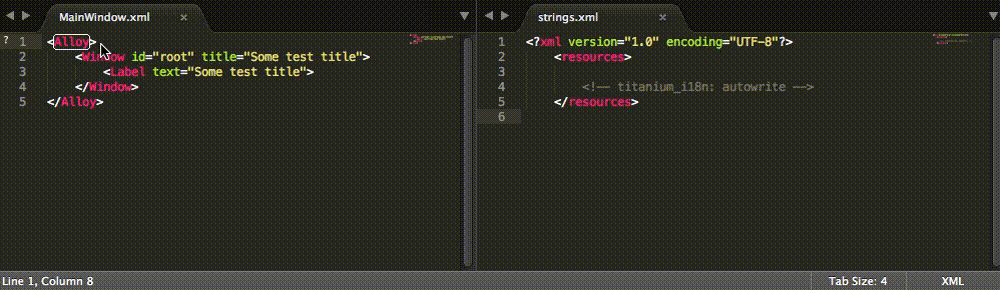 MainWindow.xml ×
? 1 <Alloy>
2 <Window id="root" title="Some test title">
3 <Label text="Some test title">
4 </Window>
5 </Alloy>
strings.xml ×
1 <?xml version="1.0" encoding="UTF-8"?>
2 <resources>
3
4 <!-- titanium_i18n: autowrite -->
5 </resources>
6
Line 1, Column 8
Tab Size: 4
XML